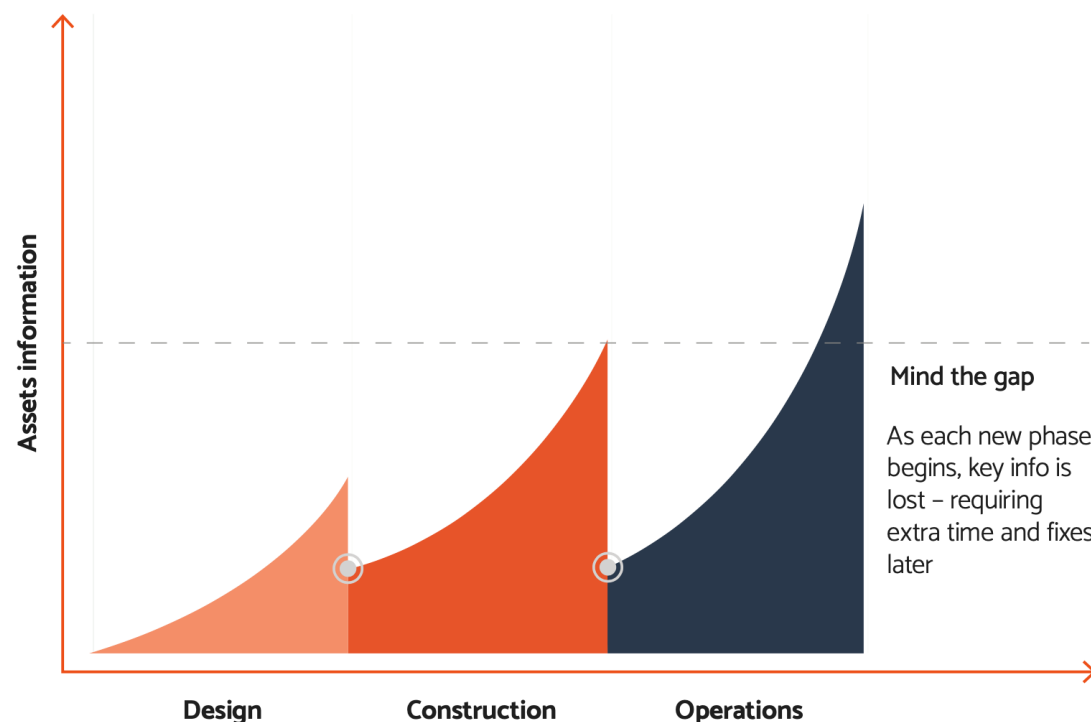 Assets information
Mind the gap
As each new phase
begins, key info is
lost – requiring
extra time and fixes
later
Design
Construction
Operations